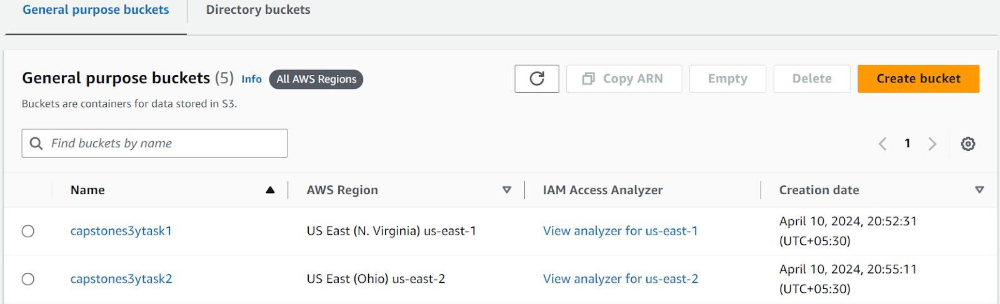 General purpose buckets Directory buckets
General purpose buckets (5) Info All AWS Regions Copy ARN Empty Delete Create bucket
Buckets are containers for data stored in S3.
Find buckets by name 1
Name AWS Region IAM Access Analyzer Creation date
capstones3ytask1 US East (N. Virginia) us-east-1 View analyzer for us-east-1 April 10, 2024, 20:52:31
(UTC+05:30)
capstones3ytask2 US East (Ohio) us-east-2 View analyzer for us-east-2 April 10, 2024, 20:55:11
(UTC+05:30)